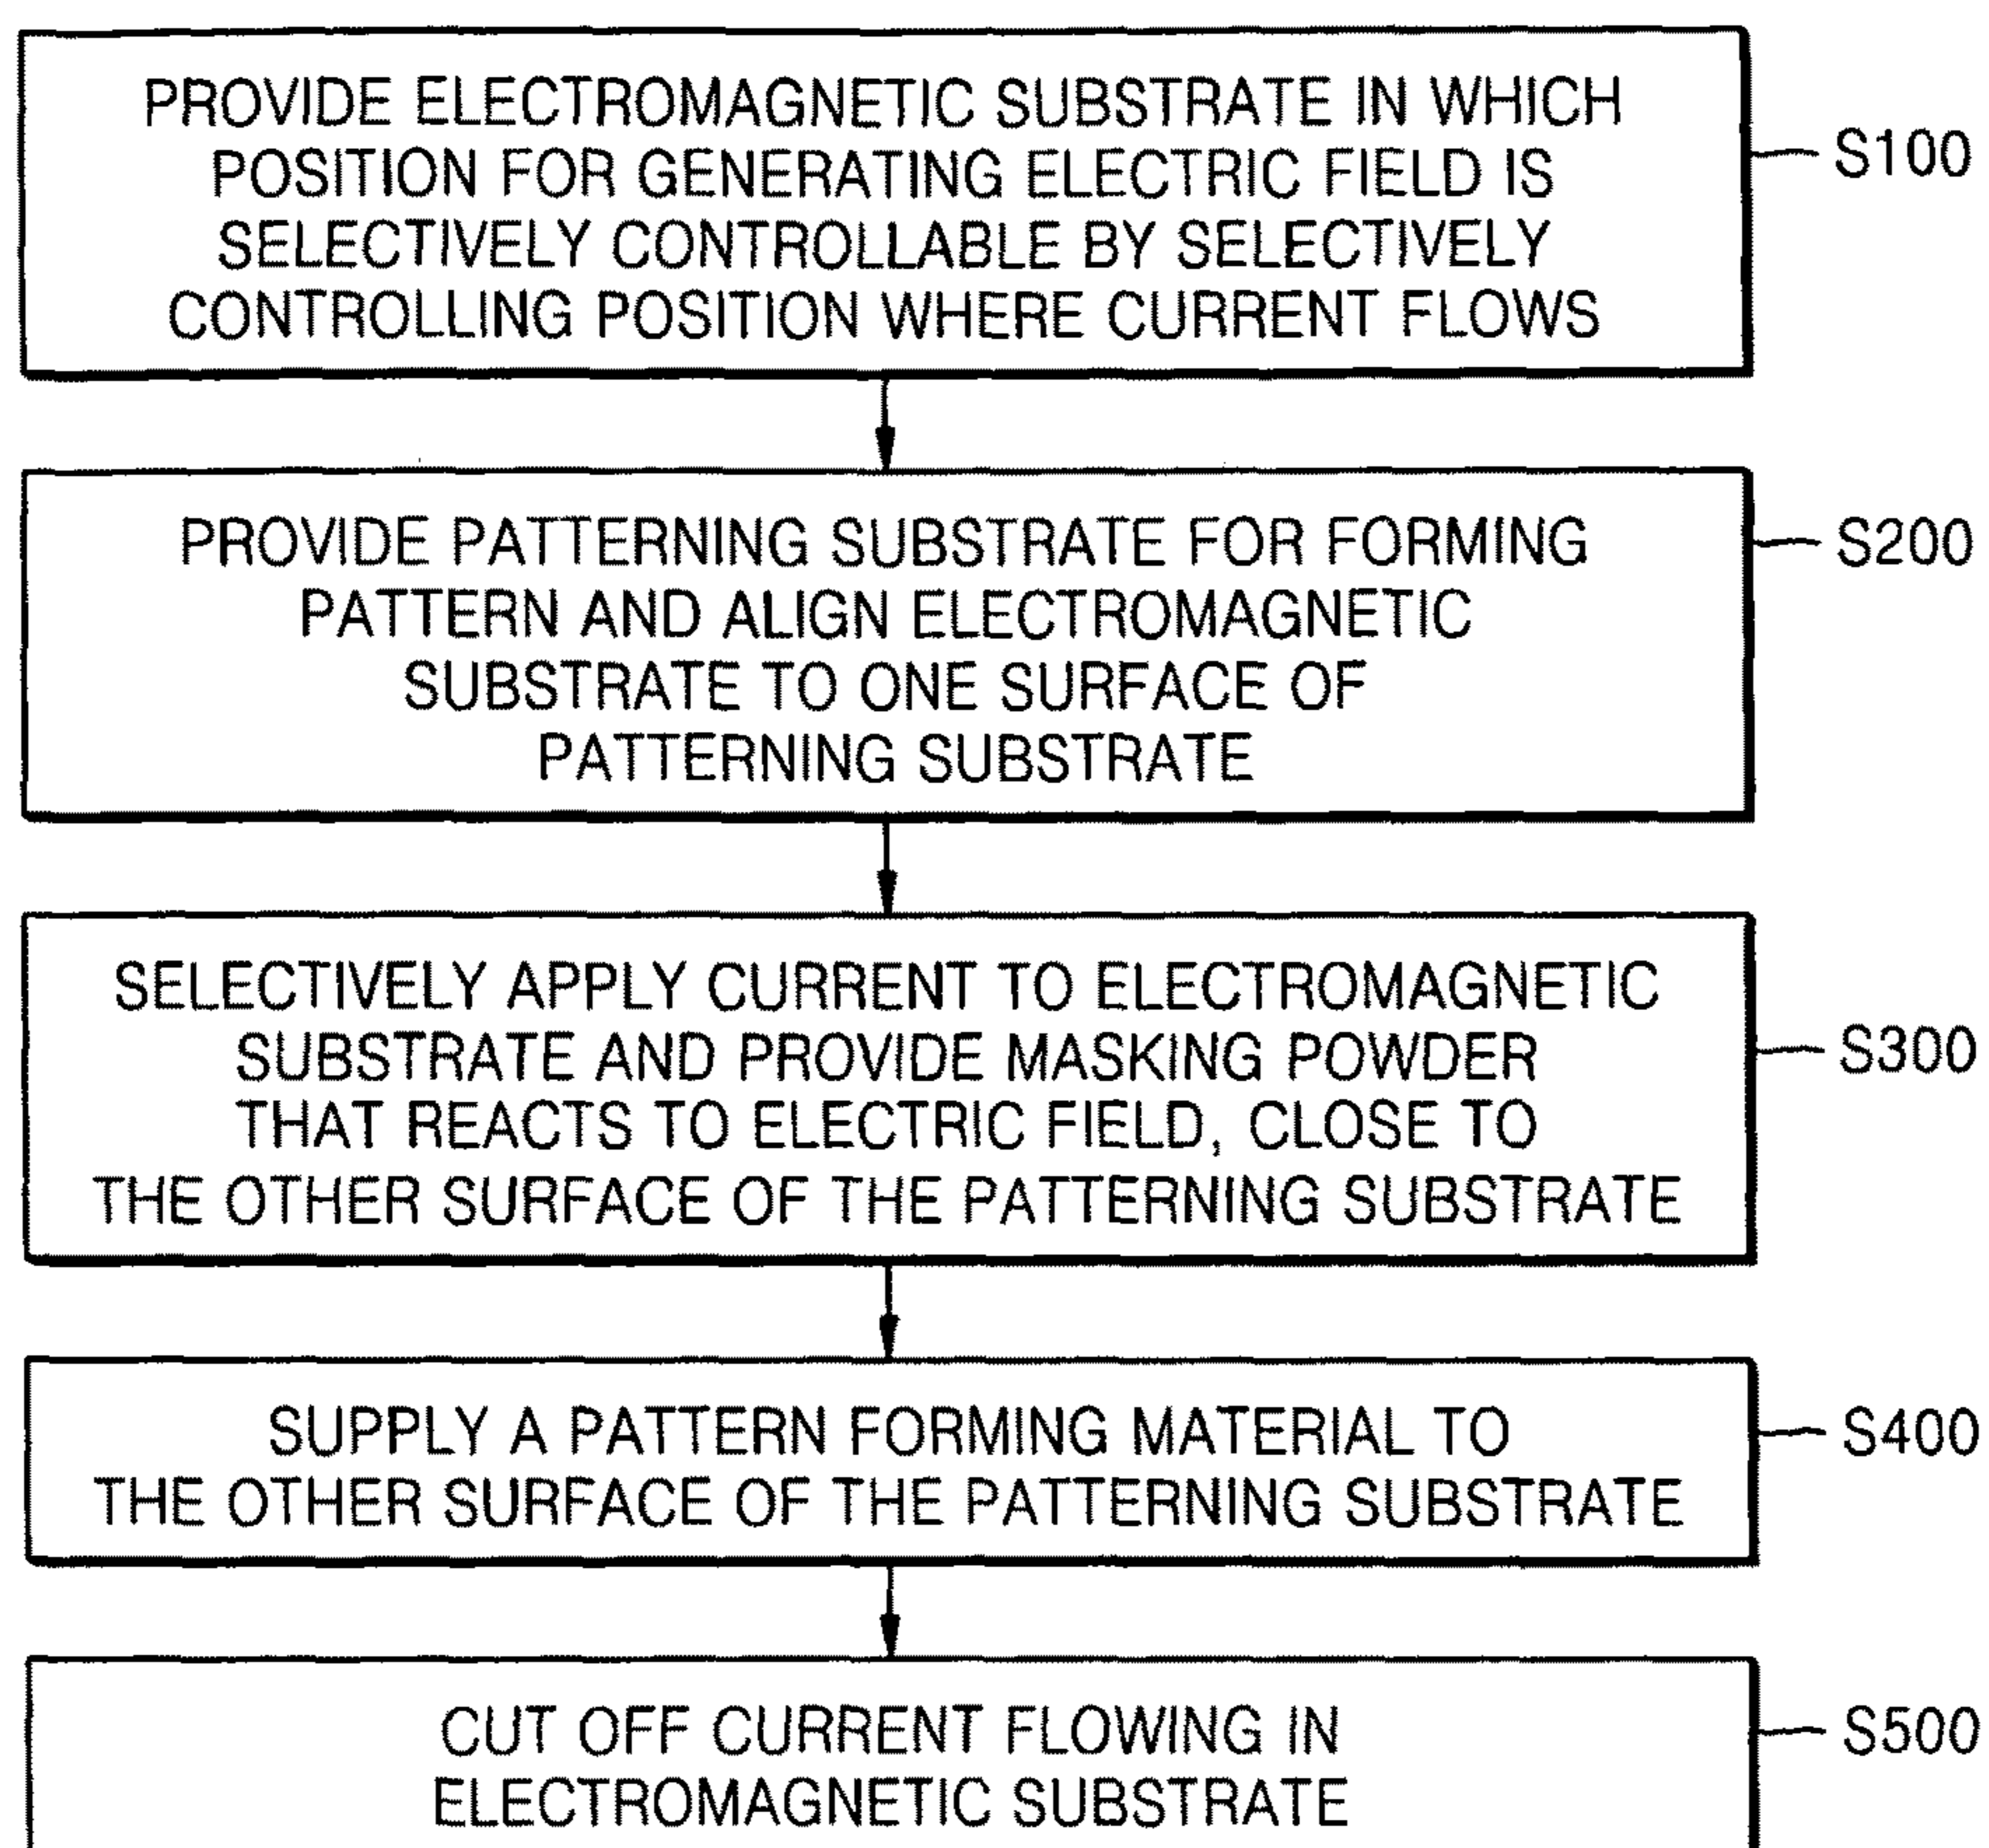 PROVIDE ELECTROMAGNETIC SUBSTRATE IN WHICH
POSITION FOR GENERATING ELECTRIC FIELD IS
SELECTIVELY CONTROLLABLE BY SELECTIVELY
CONTROLLING POSITION WHERE CURRENT FLOWS
S100
PROVIDE PATTERNING SUBSTRATE FOR FORMING
PATTERN AND ALIGN ELECTROMAGNETIC
SUBSTRATE TO ONE SURFACE OF
PATTERNING SUBSTRATE
S200
SELECTIVELY APPLY CURRENT TO ELECTROMAGNETIC
SUBSTRATE AND PROVIDE MASKING POWDER
THAT REACTS TO ELECTRIC FIELD, CLOSE TO
THE OTHER SURFACE OF THE PATTERNING SUBSTRATE
S300
SUPPLY A PATTERN FORMING MATERIAL TO
THE OTHER SURFACE OF THE PATTERNING SUBSTRATE
S400
CUT OFF CURRENT FLOWING IN
ELECTROMAGNETIC SUBSTRATE
S500